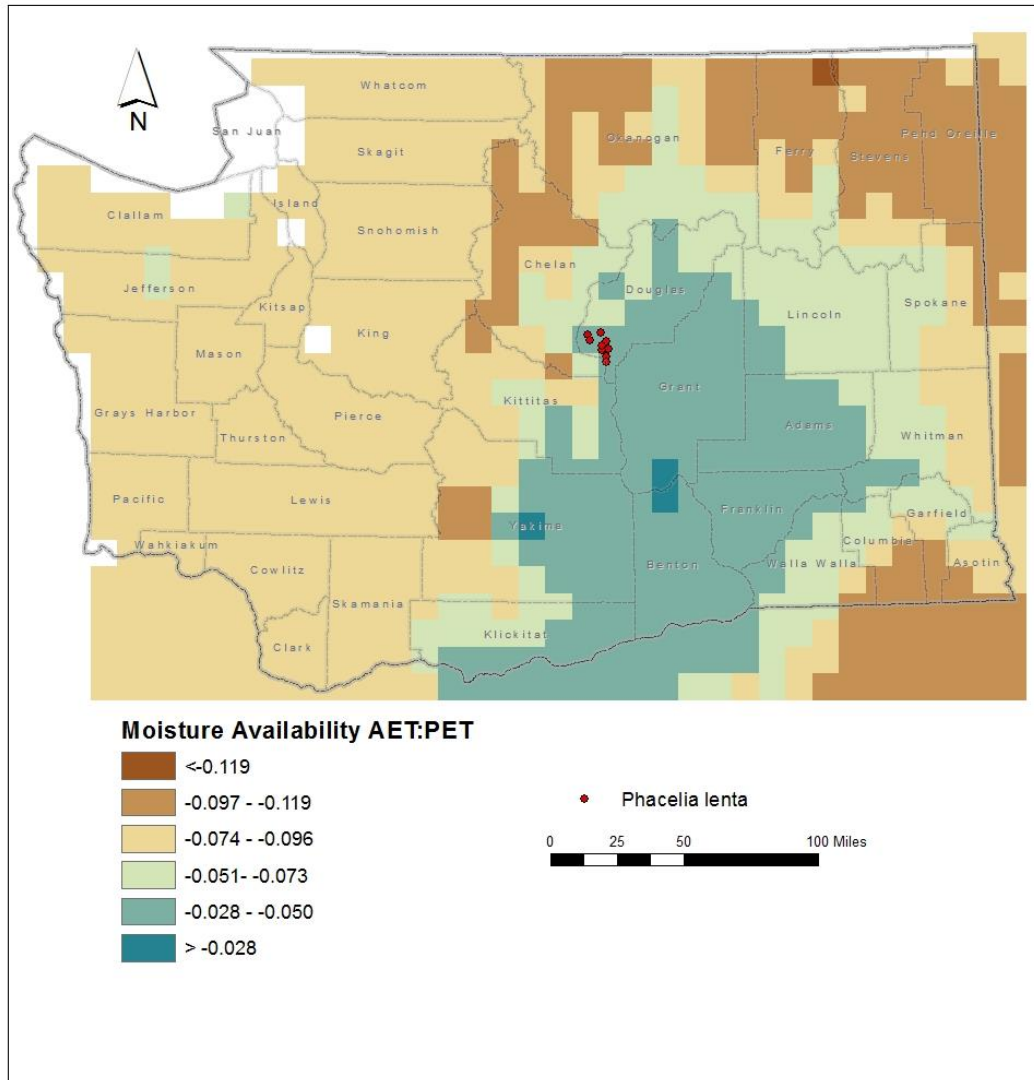 Whatcom
N
San Juan
Okanogan
Pend Oreille
Skagit
Ferry
Stevens
Island
Clallam
Snohomish
Chelan
Jefferson
Douglas
Kitsap
Lincoln
Spokane
King
Mason
Grant
Kittitas
Grays Harbor
Pierce
Adams
Thurston
Whitman
Pacific
Lewis
Franklin
Garfield
Yakima
Columbia
Wahkiakum
Asotin
Cowlitz
Benton
Walla Walla
Skamania
Klickitat
Clark
Moisture Availability AET:PET
<-0.119
-0.097 - -0.119
-0.074 - -0.096
-0.051- -0.073
-0.028 - -0.050
> -0.028
Phacelia lenta
0 25 50 100 Miles